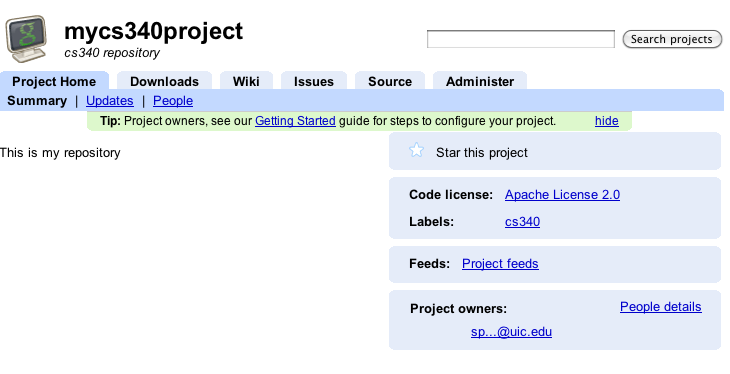 mycs340project
cs340 repository
Search projects
Project Home Downloads Wiki Issues Source Administer
Summary | Updates | People
Tip: Project owners, see our Getting Started guide for steps to configure your project. hide
This is my repository
Star this project
Code license: Apache License 2.0
Labels: cs340
Feeds: Project feeds
Project owners: People details
sp...@uic.edu